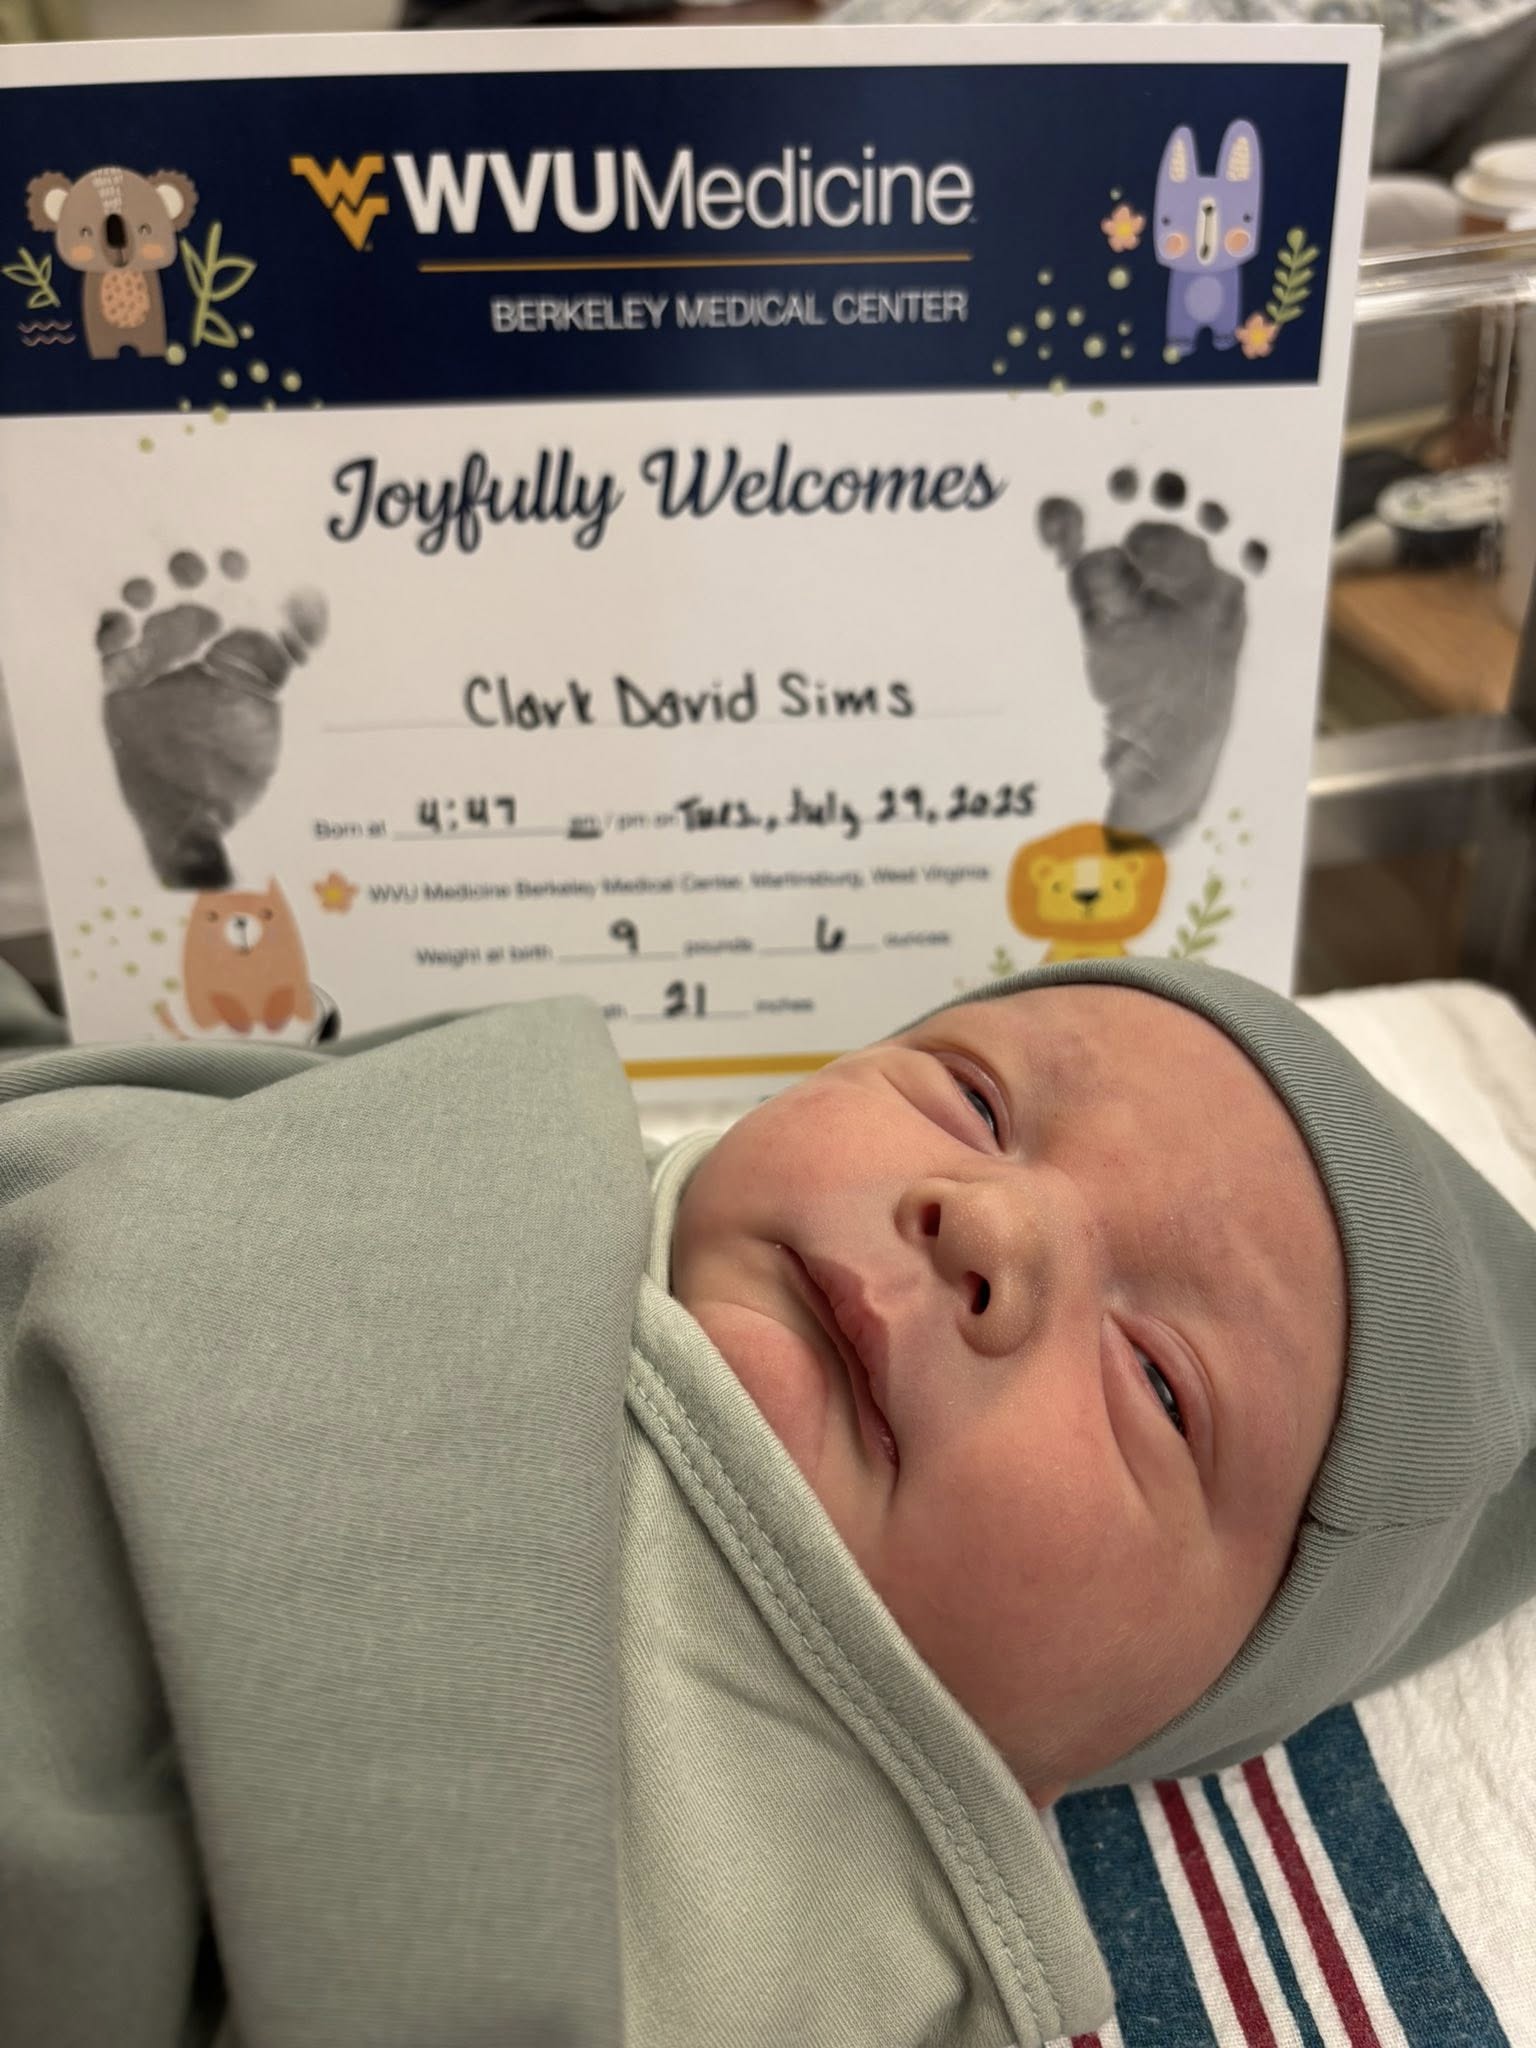 WVUMedicine
BERKELEY MEDICAL CENTER
Joyfully Welcomes
Clark David Sims
Born at 4:47 am / pm on Tues., July 29, 2025
WVU Medicine Berkeley Medical Center, Martinsburg, West Virginia
Weight at birth 9 pounds 6 ounces
21 inches